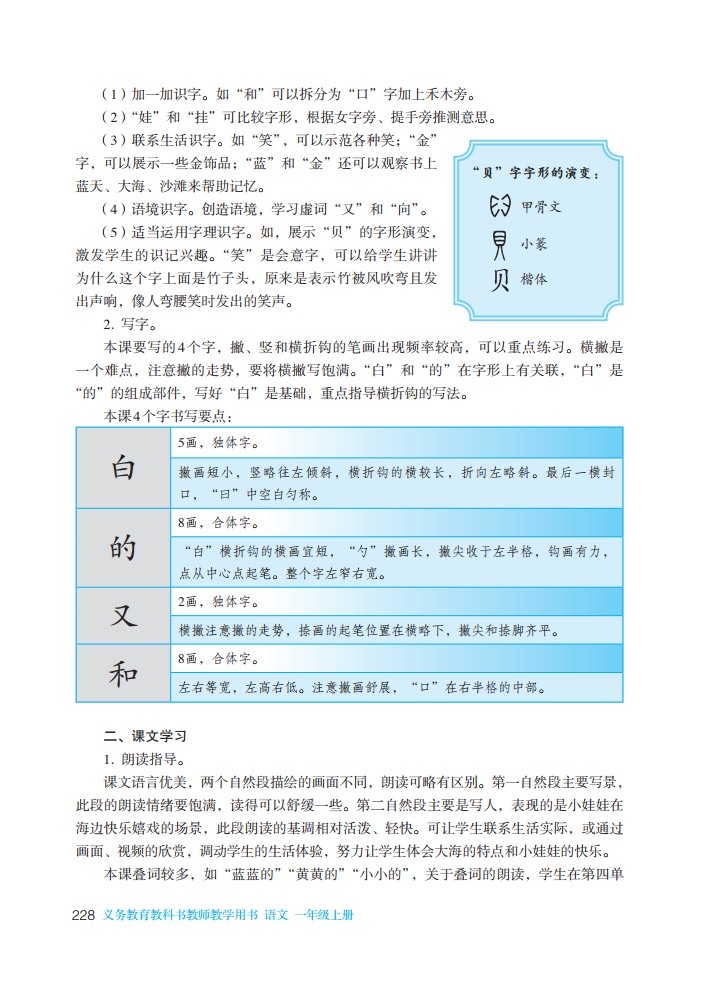 （1）加一加识字。如“和”可以拆分为“口”字加上禾木旁。
（2）“娃”和“挂”可比较字形，根据女字旁、提手旁推测意思。
（3）联系生活识字。如“笑”，可以示范各种笑；“金”
字，可以展示一些金饰品；“蓝”和“金”还可以观察书上
蓝天、大海、沙滩来帮助记忆。
（4）语境识字。创造语境，学习虚词“又”和“向”。
（5）适当运用字理识字。如，展示“贝”的字形演变，
激发学生的识记兴趣。“笑”是会意字，可以给学生讲讲
为什么这个字上面是竹子头，原来是表示竹被风吹弯且发
出声响，像人弯腰笑时发出的笑声。
“贝”字字形的演变：
甲骨文
小篆
贝 楷体
2. 写字。
本课要写的4个字，撇、竖和横折钩的笔画出现频率较高，可以重点练习。横撇是
一个难点，注意撇的走势，要将横撇写饱满。“白”和“的”在字形上有关联，“白”是
“的”的组成部件，写好“白”是基础，重点指导横折钩的写法。
本课4个字书写要点：
白
5画，独体字。
撇画短小，竖略往左倾斜，横折钩的横较长，折向左略斜。最后一横封
口，“曰”中空白匀称。
的
8画，合体字。
“白”横折钩的横画宜短，“勺”撇画长，撇尖收于左半格，钩画有力，
点从中心点起笔。整个字左窄右宽。
又
2画，独体字。
横撇注意撇的走势，捺画的起笔位置在横略下，撇尖和捺脚齐平。
和
8画，合体字。
左右等宽，左高右低。注意撇画舒展，“口”在右半格的中部。
二、课文学习
1. 朗读指导。
课文语言优美，两个自然段描绘的画面不同，朗读可略有区别。第一自然段主要写景，
此段的朗读情绪要饱满，读得可以舒缓一些。第二自然段主要是写人，表现的是小娃娃在
海边快乐嬉戏的场景，此段朗读的基调相对活泼、轻快。可让学生联系生活实际，或通过
画面、视频的欣赏，调动学生的生活体验，努力让学生体会大海的特点和小娃娃的快乐。
本课叠词较多，如“蓝蓝的”“黄黄的”“小小的”，关于叠词的朗读，学生在第四单
228 义务教育教科书教师教学用书 语文 一年级上册